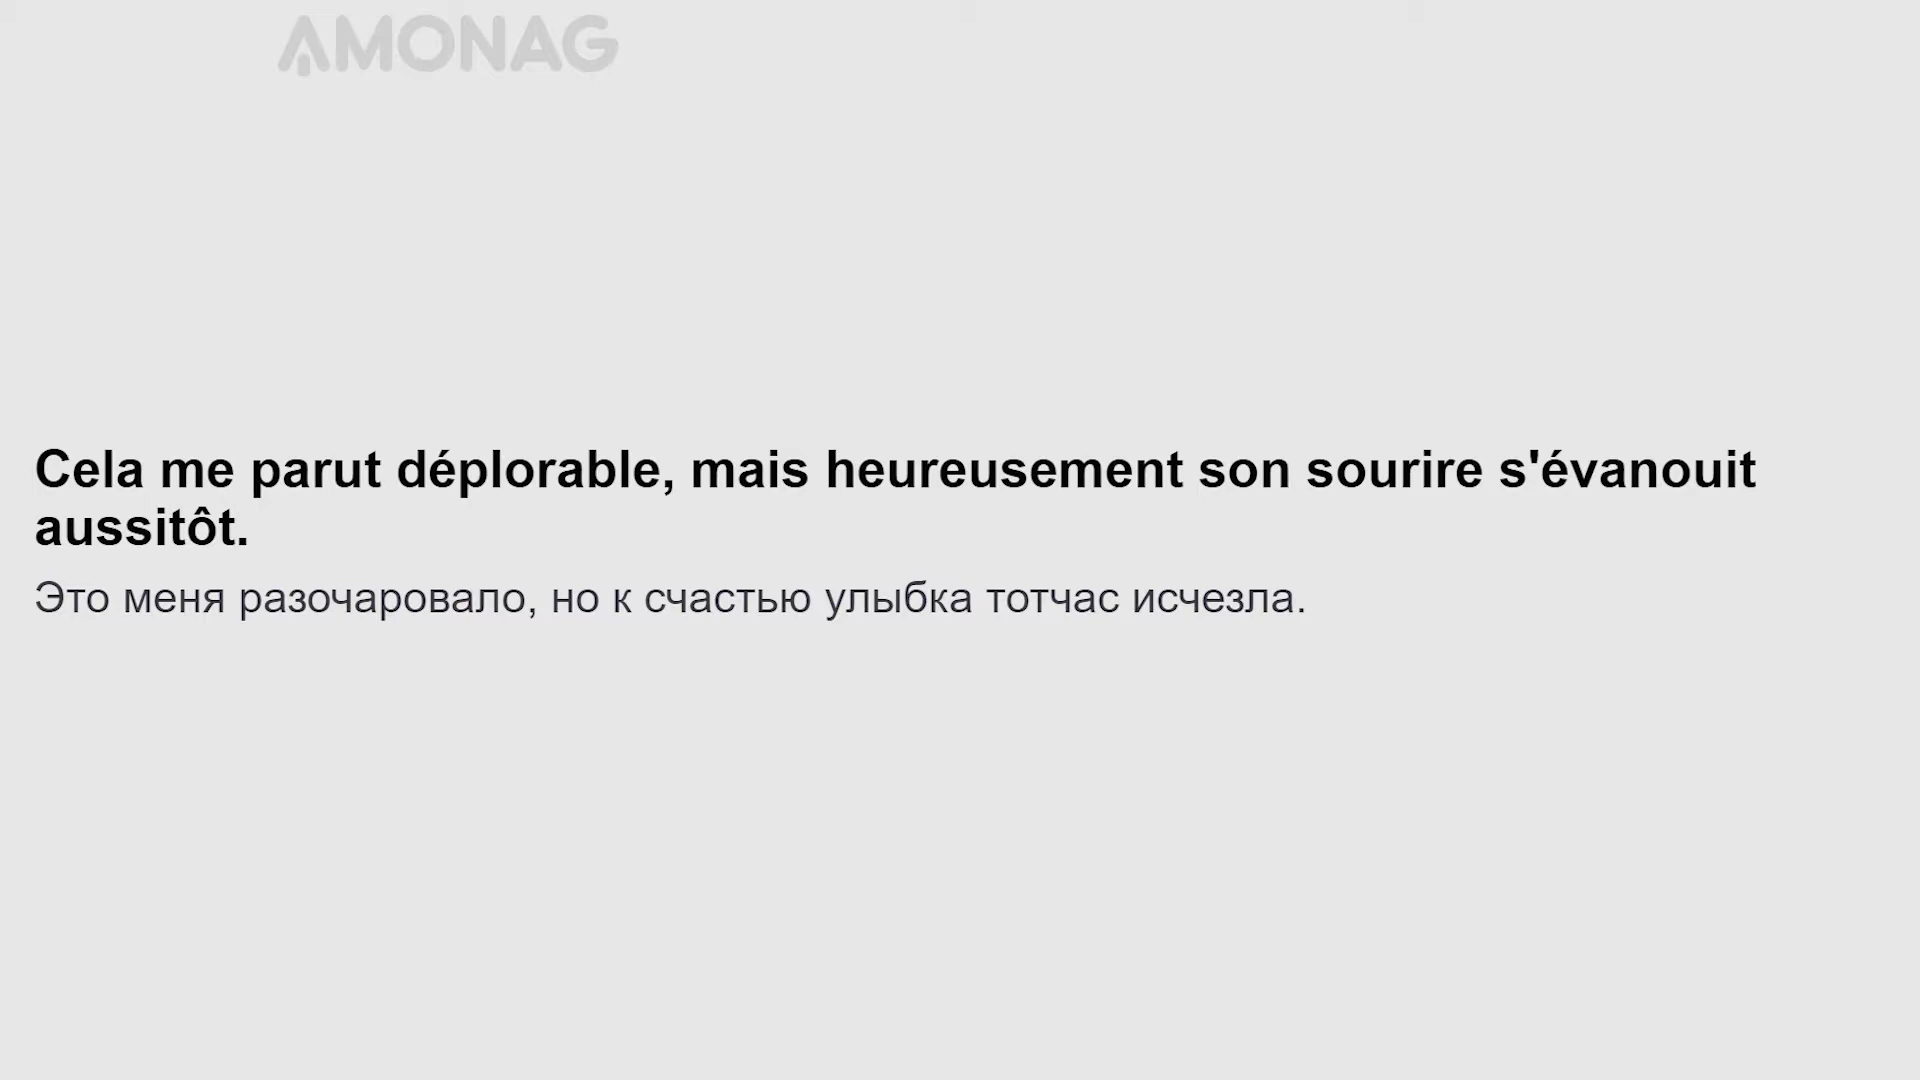 AMONAG
Cela me parut déplorable, mais heureusement son sourire s'évanouit
aussitôt.
Это меня разочаровало, но к счастью улыбка тотчас исчезла.